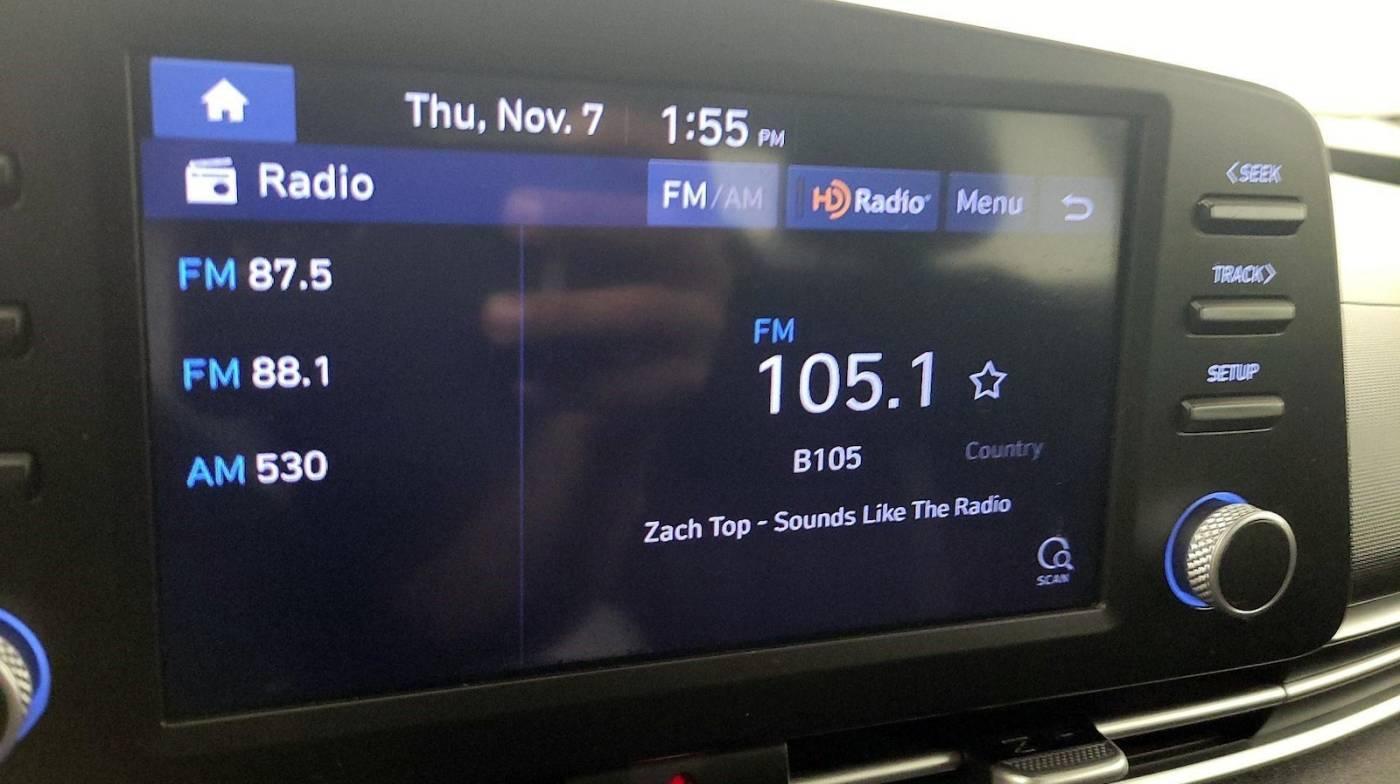 Thu, Nov. 7 1:55 PM
Radio FM/AM HD Radio Menu
FM 87.5
FM 88.1
AM 530
FM
105.1
B105 Country
Zach Top - Sounds Like The Radio
SCAN
<SEEK
TRACK>
SETUP